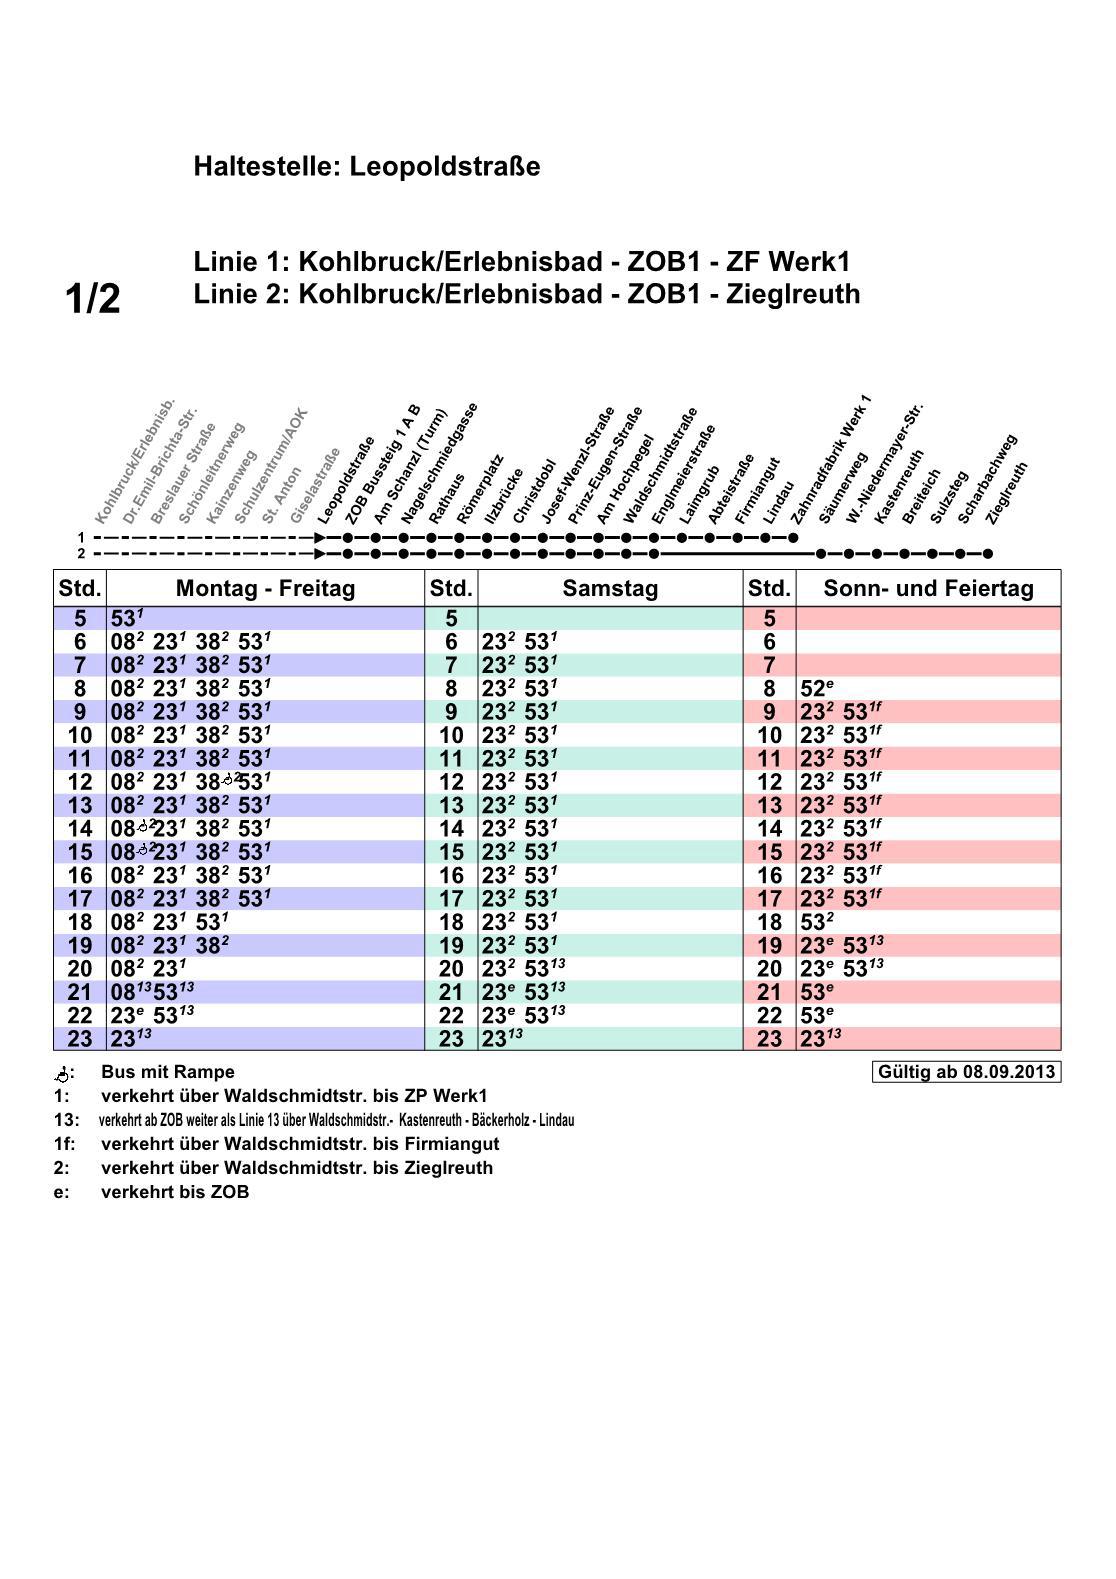 Haltestelle: Leopoldstraße
Linie 1: Kohlbruck/Erlebnisbad - ZOB1 - ZF Werk1
1/2
Linie 2: Kohlbruck/Erlebnisbad - ZOB1 - Zieglreuth
Kohlbruck/Erlebnisb.
Dr.Emil-Brichta-Str.
Breslauer Straße
Schönleitnerweg
Kainzenweg
Schulzentrum/AOK
St. Anton
Giselastraße
Leopoldstraße
ZOB Bussteig 1 A B
Am Schanzl (Turm)
Nagelschmiedgasse
Rathaus
Römerplatz
Ilzbrücke
Christdobl
Josef-Wenzl-Straße
Prinz-Eugen-Straße
Am Hochpegel
Waldschmidtstraße
Englmeierstraße
Laimgrub
Abteistraße
Firmiangut
Lindau
Zahnradfabrik Werk 1
Säumerweg
W.-Niedermayer-Str.
Kastenreuth
Breiteich
Sulzsteg
Scharbachweg
Zieglreuth
1
2
Std. Montag - Freitag Std. Samstag Std. Sonn- und Feiertag
5 53¹ 5 5
6 08² 23¹ 38² 53¹ 6 23² 53¹ 6
7 08² 23¹ 38² 53¹ 7 23² 53¹ 7
8 08² 23¹ 38² 53¹ 8 23² 53¹ 8 52ᵉ
9 08² 23¹ 38² 53¹ 9 23² 53¹ 9 23² 53¹ᶠ
10 08² 23¹ 38² 53¹ 10 23² 53¹ 10 23² 53¹ᶠ
11 08² 23¹ 38² 53¹ 11 23² 53¹ 11 23² 53¹ᶠ
12 08² 23¹ 38♿² 53¹ 12 23² 53¹ 12 23² 53¹ᶠ
13 08² 23¹ 38² 53¹ 13 23² 53¹ 13 23² 53¹ᶠ
14 08♿² 23¹ 38² 53¹ 14 23² 53¹ 14 23² 53¹ᶠ
15 08♿² 23¹ 38² 53¹ 15 23² 53¹ 15 23² 53¹ᶠ
16 08² 23¹ 38² 53¹ 16 23² 53¹ 16 23² 53¹ᶠ
17 08² 23¹ 38² 53¹ 17 23² 53¹ 17 23² 53¹ᶠ
18 08² 23¹ 53¹ 18 23² 53¹ 18 53²
19 08² 23¹ 38² 19 23² 53¹ 19 23ᵉ 53¹³
20 08² 23¹ 20 23² 53¹³ 20 23ᵉ 53¹³
21 08¹³ 53¹³ 21 23ᵉ 53¹³ 21 53ᵉ
22 23ᵉ 53¹³ 22 23ᵉ 53¹³ 22 53ᵉ
23 23¹³ 23 23¹³ 23 23¹³
♿: Bus mit Rampe Gültig ab 08.09.2013
1: verkehrt über Waldschmidtstr. bis ZP Werk1
13: verkehrt ab ZOB weiter als Linie 13 über Waldschmidstr.- Kastenreuth - Bäckerholz - Lindau
1f: verkehrt über Waldschmidtstr. bis Firmiangut
2: verkehrt über Waldschmidtstr. bis Zieglreuth
e: verkehrt bis ZOB